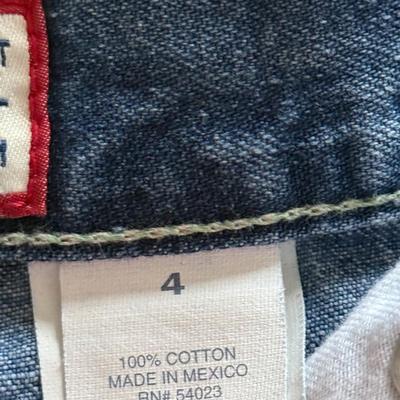 4
100% COTTON
MADE IN MEXICO
RN# 54023